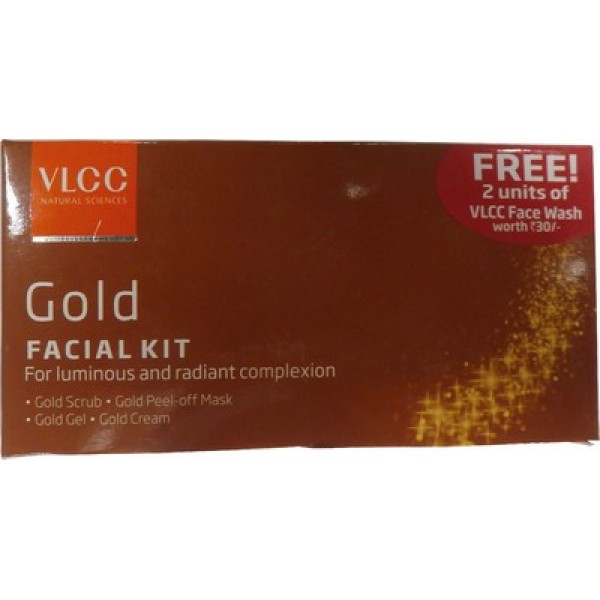 VLCC
NATURAL SCIENCES
FREE!
2 units of
VLCC Face Wash
worth ₹30/-
Gold
FACIAL KIT
For luminous and radiant complexion
• Gold Scrub • Gold Peel-off Mask
• Gold Gel • Gold Cream